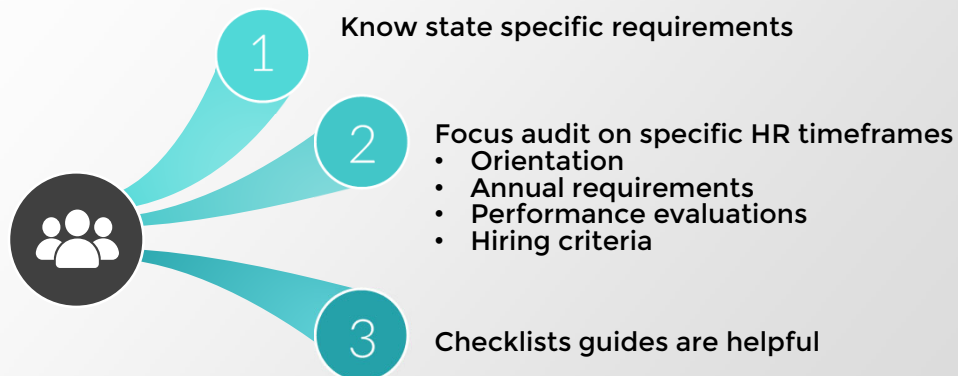 1
Know state specific requirements
2
Focus audit on specific HR timeframes
• Orientation
• Annual requirements
• Performance evaluations
• Hiring criteria
3
Checklists guides are helpful